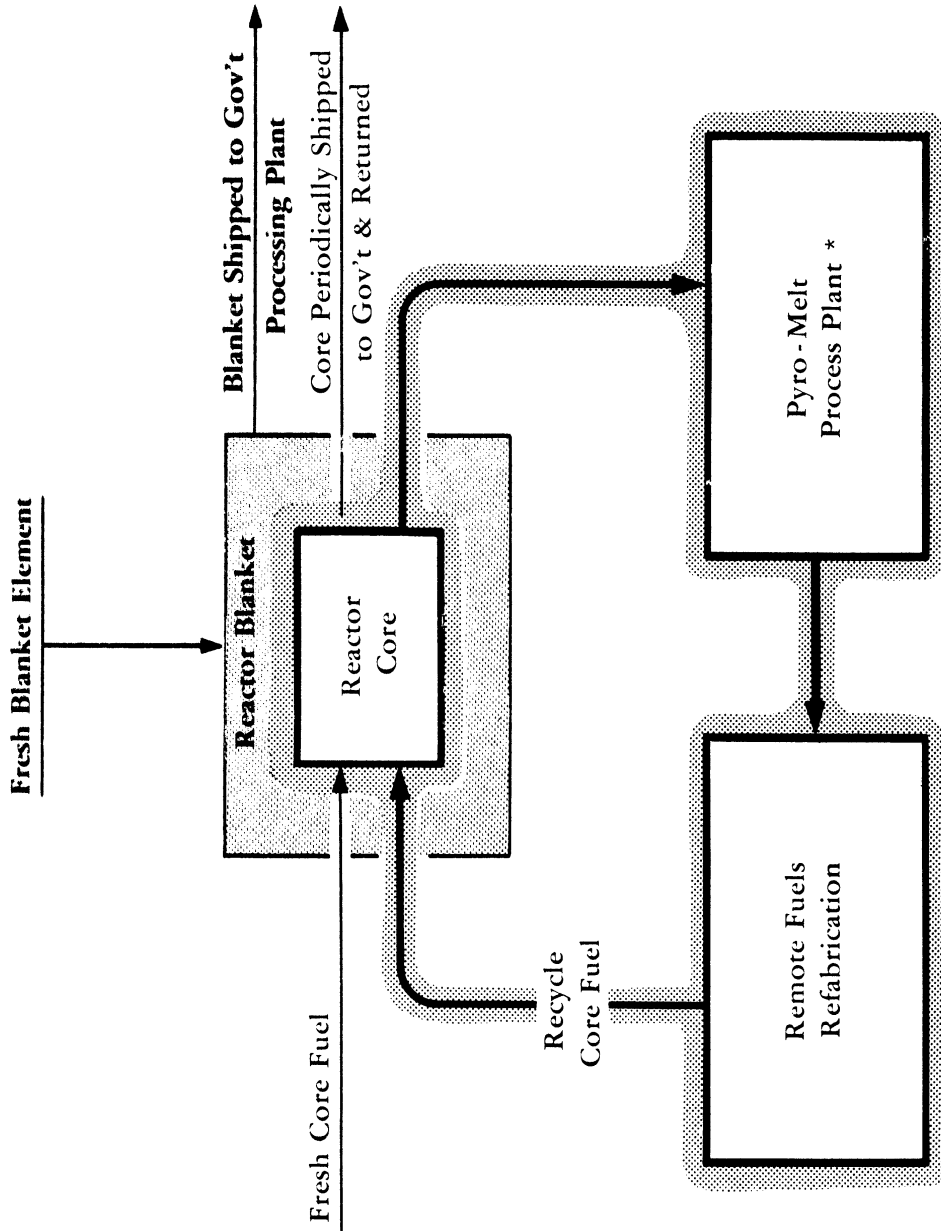 Fresh Blanket Element
Blanket Shipped to Gov't
Processing Plant
Reactor Blanket
Core Periodically Shipped
to Gov't & Returned
Reactor
Core
Fresh Core Fuel
Recycle
Core Fuel
Pyro-Melt
Process Plant *
Remote Fuels
Refabrication